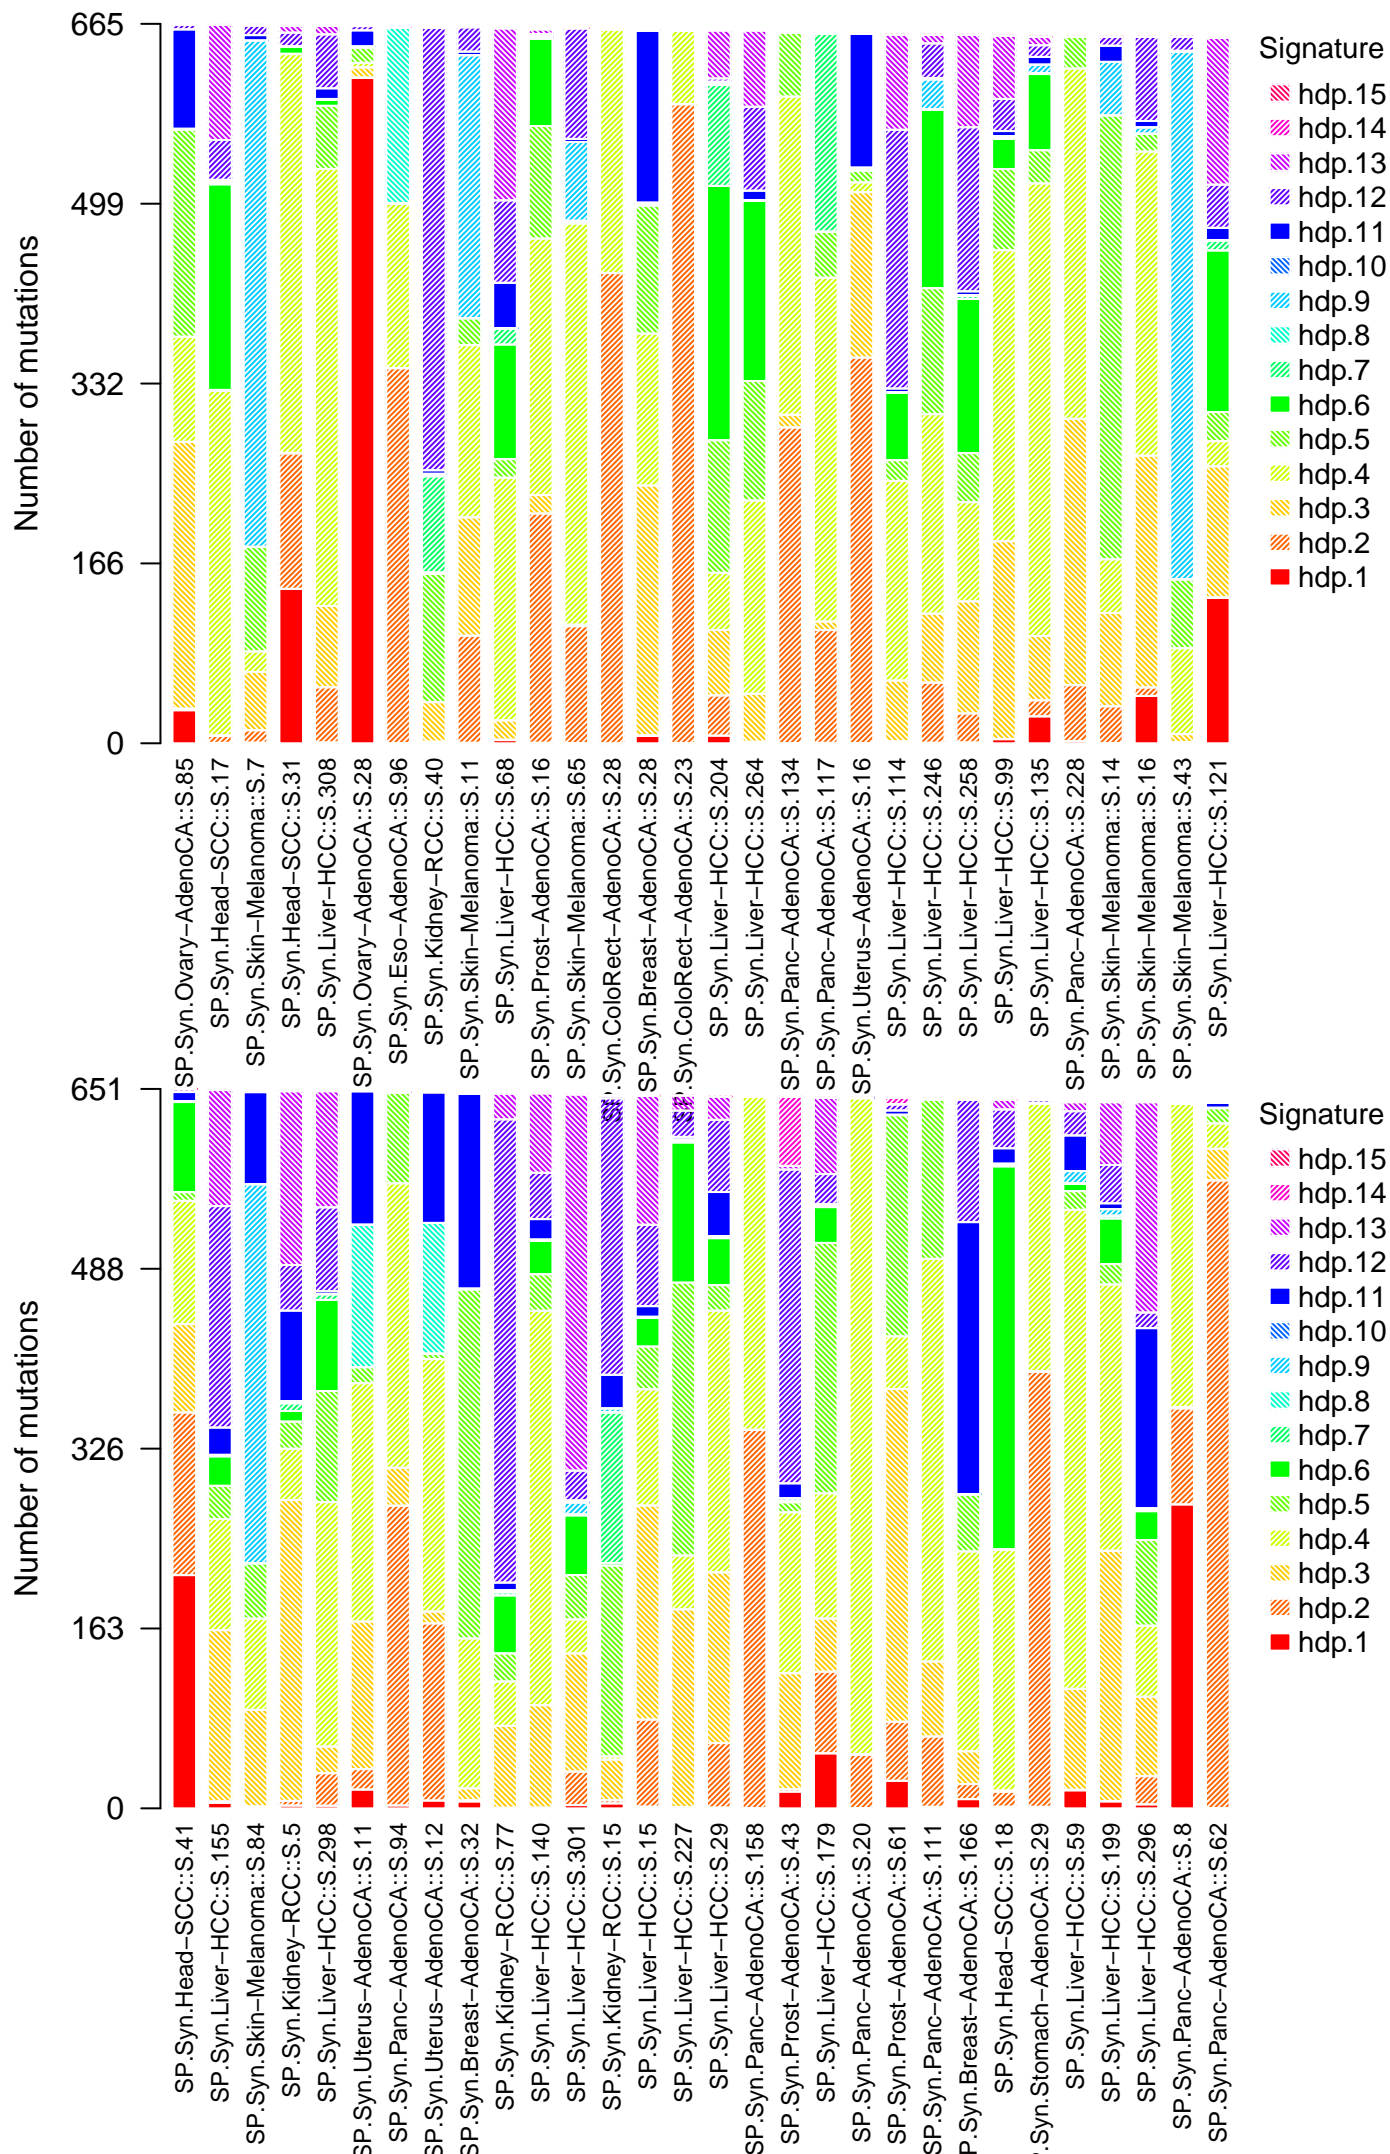 Number of mutations
665
499
332
166
0
Signature
hdp.15
hdp.14
hdp.13
hdp.12
hdp.11
hdp.10
hdp.9
hdp.8
hdp.7
hdp.6
hdp.5
hdp.4
hdp.3
hdp.2
hdp.1
SP.Syn.Ovary−AdenoCA::S.85
SP.Syn.Head−SCC::S.17
SP.Syn.Skin−Melanoma::S.7
SP.Syn.Head−SCC::S.31
SP.Syn.Liver−HCC::S.308
SP.Syn.Ovary−AdenoCA::S.28
SP.Syn.Eso−AdenoCA::S.96
SP.Syn.Kidney−RCC::S.40
SP.Syn.Skin−Melanoma::S.11
SP.Syn.Liver−HCC::S.68
SP.Syn.Prost−AdenoCA::S.16
SP.Syn.Skin−Melanoma::S.65
SP.Syn.ColoRect−AdenoCA::S.28
SP.Syn.Breast−AdenoCA::S.28
SP.Syn.ColoRect−AdenoCA::S.23
SP.Syn.Liver−HCC::S.204
SP.Syn.Liver−HCC::S.264
SP.Syn.Panc−AdenoCA::S.134
SP.Syn.Panc−AdenoCA::S.117
SP.Syn.Uterus−AdenoCA::S.16
SP.Syn.Liver−HCC::S.114
SP.Syn.Liver−HCC::S.246
SP.Syn.Liver−HCC::S.258
SP.Syn.Liver−HCC::S.99
SP.Syn.Liver−HCC::S.135
SP.Syn.Panc−AdenoCA::S.228
SP.Syn.Skin−Melanoma::S.14
SP.Syn.Skin−Melanoma::S.16
SP.Syn.Skin−Melanoma::S.43
SP.Syn.Liver−HCC::S.121
Number of mutations
651
488
326
163
0
Signature
hdp.15
hdp.14
hdp.13
hdp.12
hdp.11
hdp.10
hdp.9
hdp.8
hdp.7
hdp.6
hdp.5
hdp.4
hdp.3
hdp.2
hdp.1
SP.Syn.Head−SCC::S.41
SP.Syn.Liver−HCC::S.155
SP.Syn.Skin−Melanoma::S.84
SP.Syn.Kidney−RCC::S.5
SP.Syn.Liver−HCC::S.298
SP.Syn.Uterus−AdenoCA::S.11
SP.Syn.Panc−AdenoCA::S.94
SP.Syn.Uterus−AdenoCA::S.12
SP.Syn.Breast−AdenoCA::S.32
SP.Syn.Kidney−RCC::S.77
SP.Syn.Liver−HCC::S.140
SP.Syn.Liver−HCC::S.301
SP.Syn.Kidney−RCC::S.15
SP.Syn.Liver−HCC::S.15
SP.Syn.Liver−HCC::S.227
SP.Syn.Liver−HCC::S.29
SP.Syn.Panc−AdenoCA::S.158
SP.Syn.Prost−AdenoCA::S.43
SP.Syn.Liver−HCC::S.179
SP.Syn.Panc−AdenoCA::S.20
SP.Syn.Prost−AdenoCA::S.61
SP.Syn.Panc−AdenoCA::S.111
SP.Syn.Breast−AdenoCA::S.166
SP.Syn.Head−SCC::S.18
P.Syn.Stomach−AdenoCA::S.29
SP.Syn.Liver−HCC::S.59
SP.Syn.Liver−HCC::S.199
SP.Syn.Liver−HCC::S.296
SP.Syn.Panc−AdenoCA::S.8
SP.Syn.Panc−AdenoCA::S.62